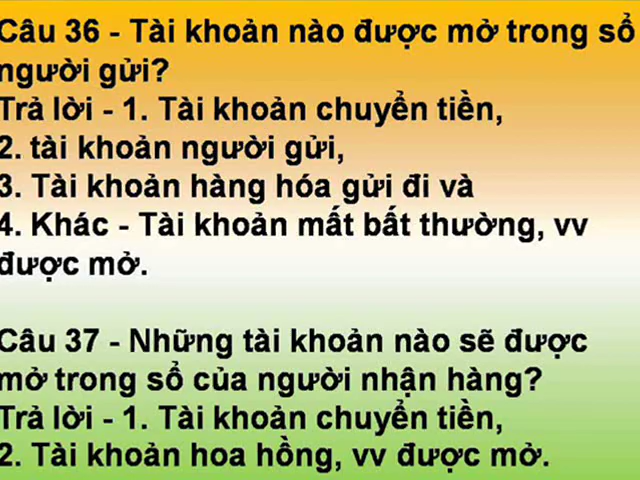 Câu 36 - Tài khoản nào được mở trong sổ
người gửi?
Trả lời - 1. Tài khoản chuyển tiền,
2. tài khoản người gửi,
3. Tài khoản hàng hóa gửi đi và
4. Khác - Tài khoản mất bất thường, vv
được mở.
Câu 37 - Những tài khoản nào sẽ được
mở trong sổ của người nhận hàng?
Trả lời - 1. Tài khoản chuyển tiền,
2. Tài khoản hoa hồng, vv được mở.